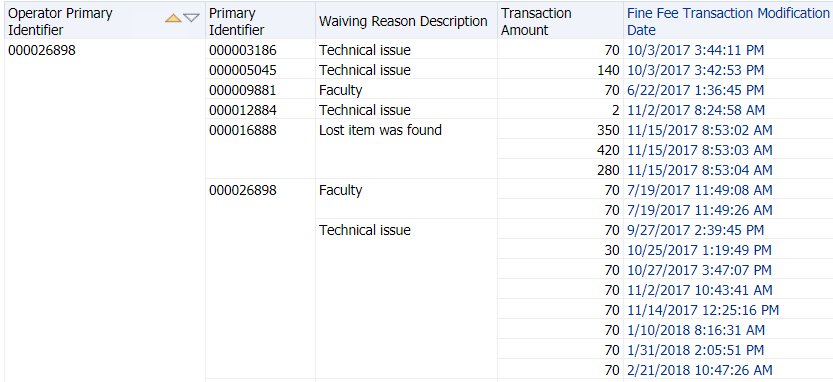 Operator Primary Identifier Primary Identifier Waiving Reason Description Transaction Amount Fine Fee Transaction Modification Date
000026898 000003186 Technical issue 70 10/3/2017 3:44:11 PM
000005045 Technical issue 140 10/3/2017 3:42:53 PM
000009881 Faculty 70 6/22/2017 1:36:45 PM
000012884 Technical issue 2 11/2/2017 8:24:58 AM
000016888 Lost item was found 350 11/15/2017 8:53:02 AM
420 11/15/2017 8:53:03 AM
280 11/15/2017 8:53:04 AM
000026898 Faculty 70 7/19/2017 11:49:08 AM
70 7/19/2017 11:49:26 AM
Technical issue 70 9/27/2017 2:39:45 PM
30 10/25/2017 1:19:49 PM
70 10/27/2017 3:47:07 PM
70 11/2/2017 10:43:41 AM
70 11/14/2017 12:25:16 PM
70 1/10/2018 8:16:31 AM
70 1/31/2018 2:05:51 PM
70 2/21/2018 10:47:26 AM